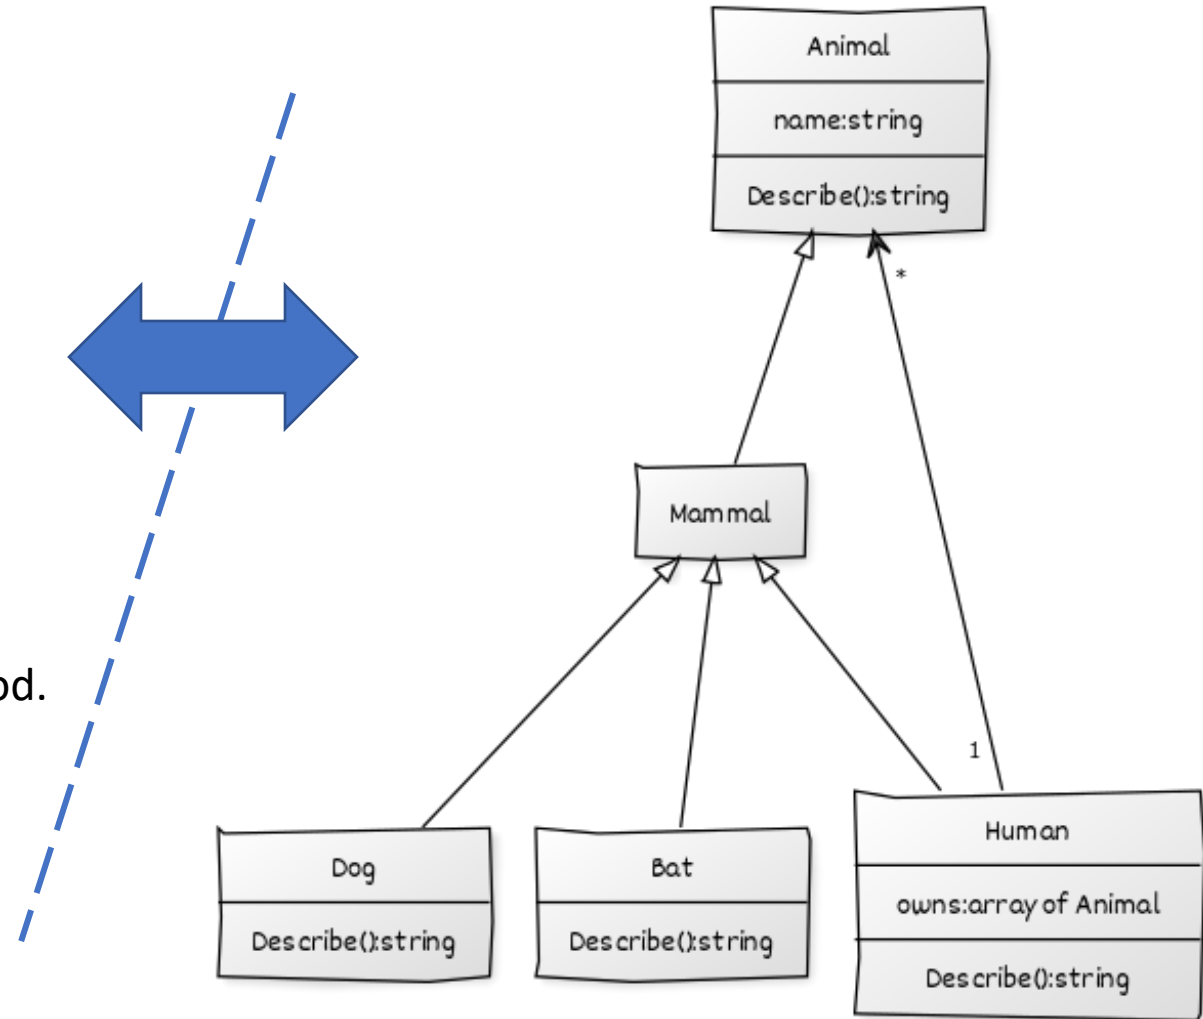 Animal
name:string
Describe():string
*
Mammal
od.
1
Dog
Describe():string
Bat
Describe():string
Human
owns:array of Animal
Describe():string